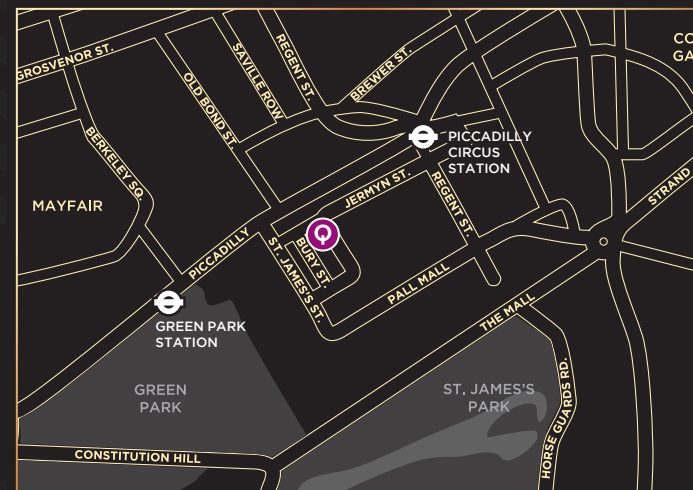 GROSVENOR ST.
SAVILLE ROW
REGENT ST.
BREWER ST.
CO
GA
OLD BOND ST.
BERKELEY SQ.
PICCADILLY
CIRCUS
STATION
MAYFAIR
JERMYN ST.
REGENT ST.
STRAND
PICCADILLY
ST. JAMES'S ST.
BURY ST.
Q
PALL MALL
THE MALL
GREEN PARK
STATION
GREEN
PARK
ST, JAMES'S
PARK
HORSE GUARDS RD.
CONSTITUTION HILL